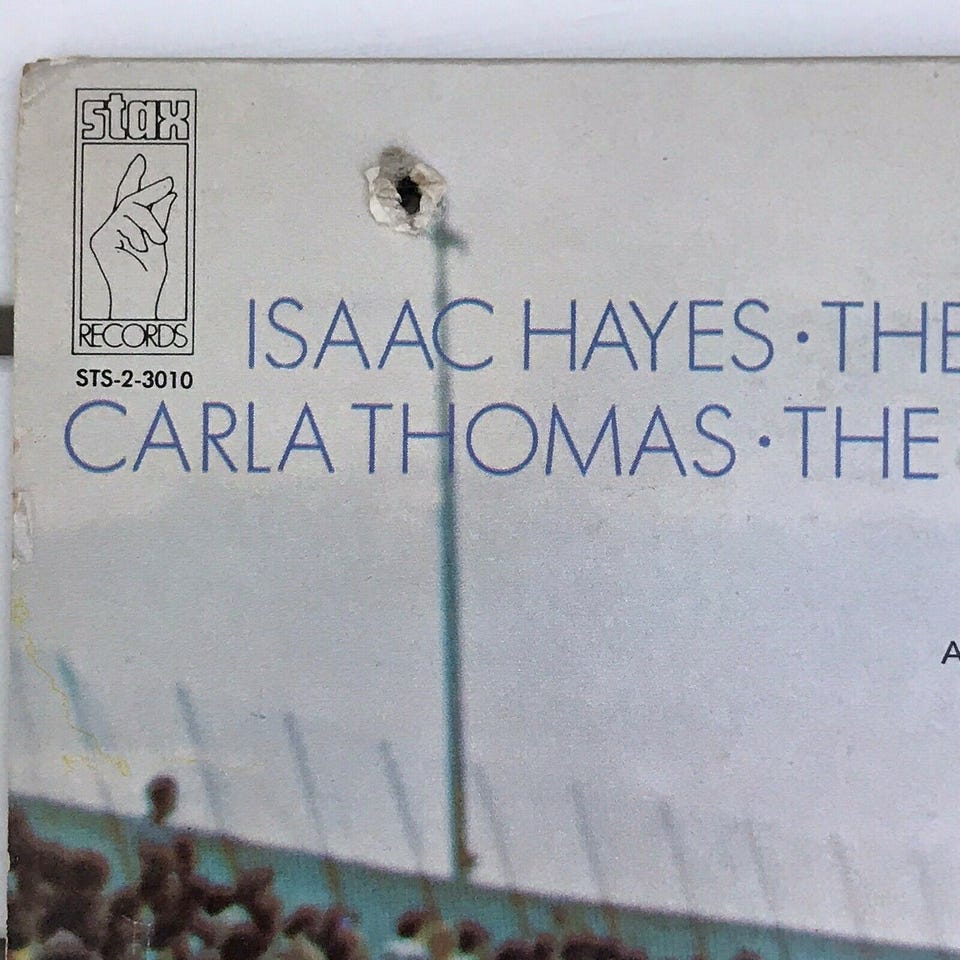 stax
RECORDS
STS-2-3010
ISAAC HAYES · THE
CARLA THOMAS · THE
A